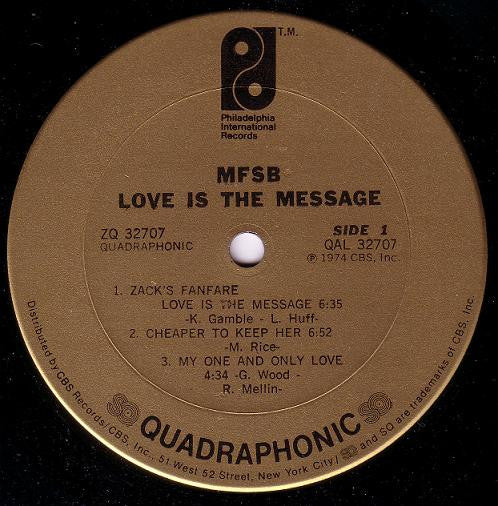 T.M.
Philadelphia
International
Records
MFSB
LOVE IS THE MESSAGE
ZQ 32707
QUADRAPHONIC
SIDE 1
QAL 32707
℗ 1974 CBS, Inc.
1. ZACK'S FANFARE
LOVE IS THE MESSAGE 6:35
-K. Gamble - L. Huff-
2. CHEAPER TO KEEP HER 6:52
-M. Rice-
3. MY ONE AND ONLY LOVE
4:34 -G. Wood -
R. Mellin-
SQ QUADRAPHONIC SQ
Distributed by CBS Records/CBS, Inc., 51 West 52 Street, New York City/ SQ and SQ are trademarks of CBS, Inc.